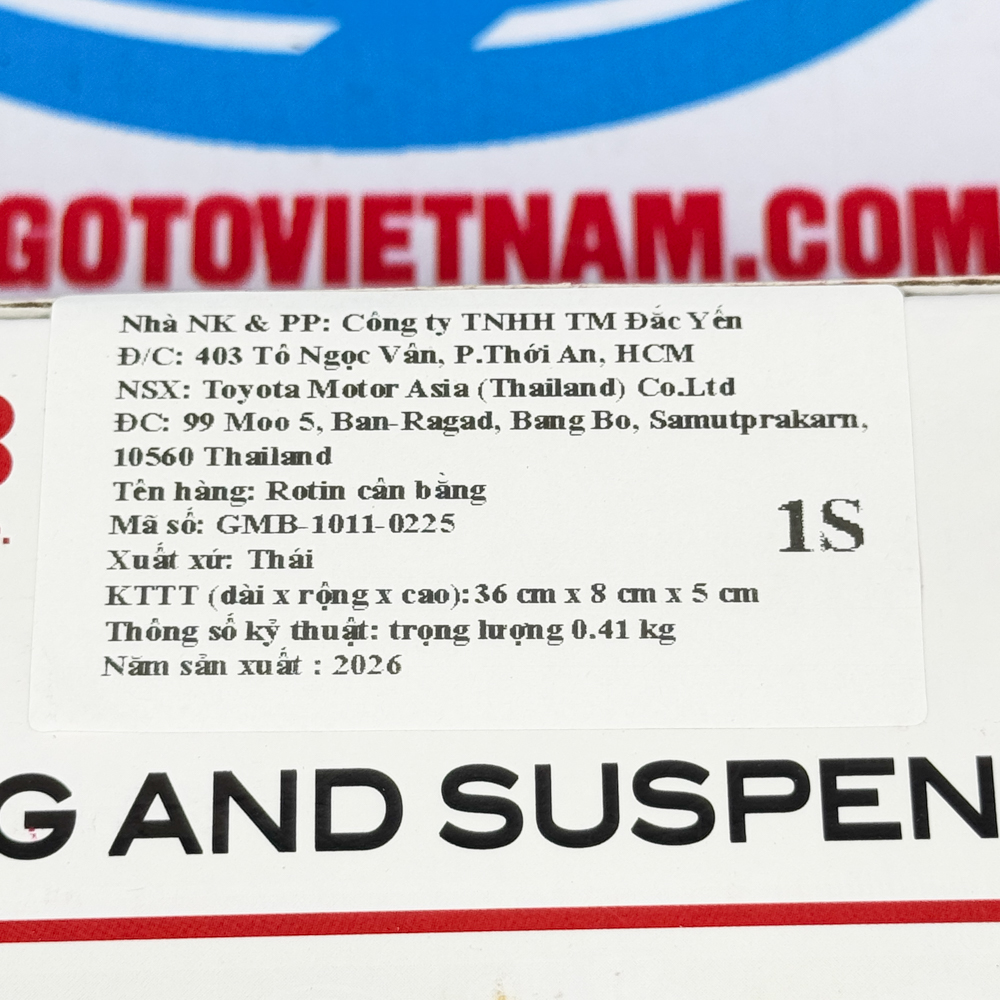 GOTOVIETNAM.COM
Nhà NK & PP: Công ty TNHH TM Đắc Yến
Đ/C: 403 Tô Ngọc Vân, P.Thới An, HCM
NSX: Toyota Motor Asia (Thailand) Co.Ltd
ĐC: 99 Moo 5, Ban-Ragad, Bang Bo, Samutprakarn,
10560 Thailand
Tên hàng: Rotin cân bằng
Mã số: GMB-1011-0225
1S
Xuất xứ: Thái
KTTT (dài x rộng x cao): 36 cm x 8 cm x 5 cm
Thông số kỷ thuật: trọng lượng 0.41 kg
Năm sản xuất : 2026
G AND SUSPEN